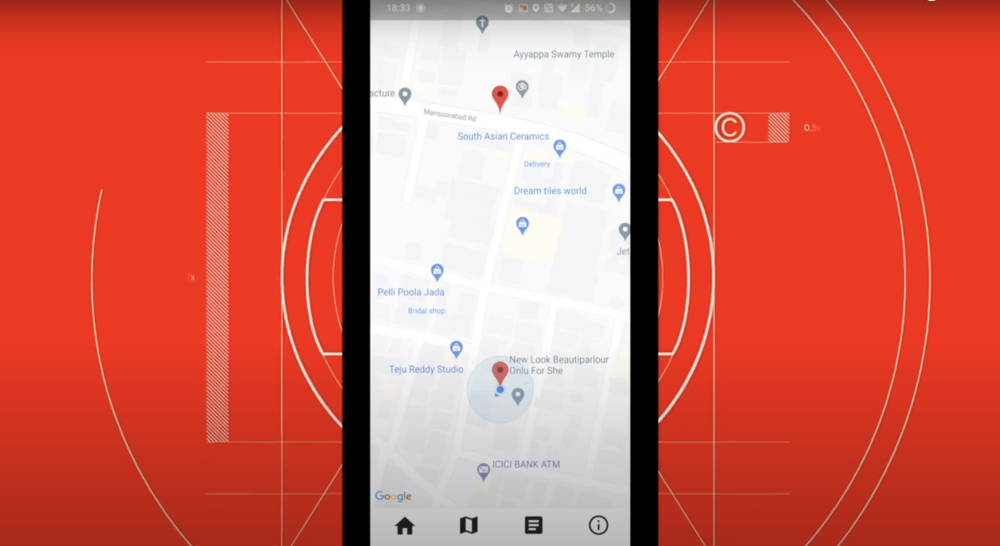 18:33
56%
Ayyappa Swamy Temple
acture
Mansoorabad Rd
©
0,5x
South Asian Ceramics
Delivery
Dream tiles world
Jet
7x
Pelli Poola Jada
Bridal shop
New Look Beautiparlour
Onlu For She
Teju Reddy Studio
ICICI BANK ATM
Google